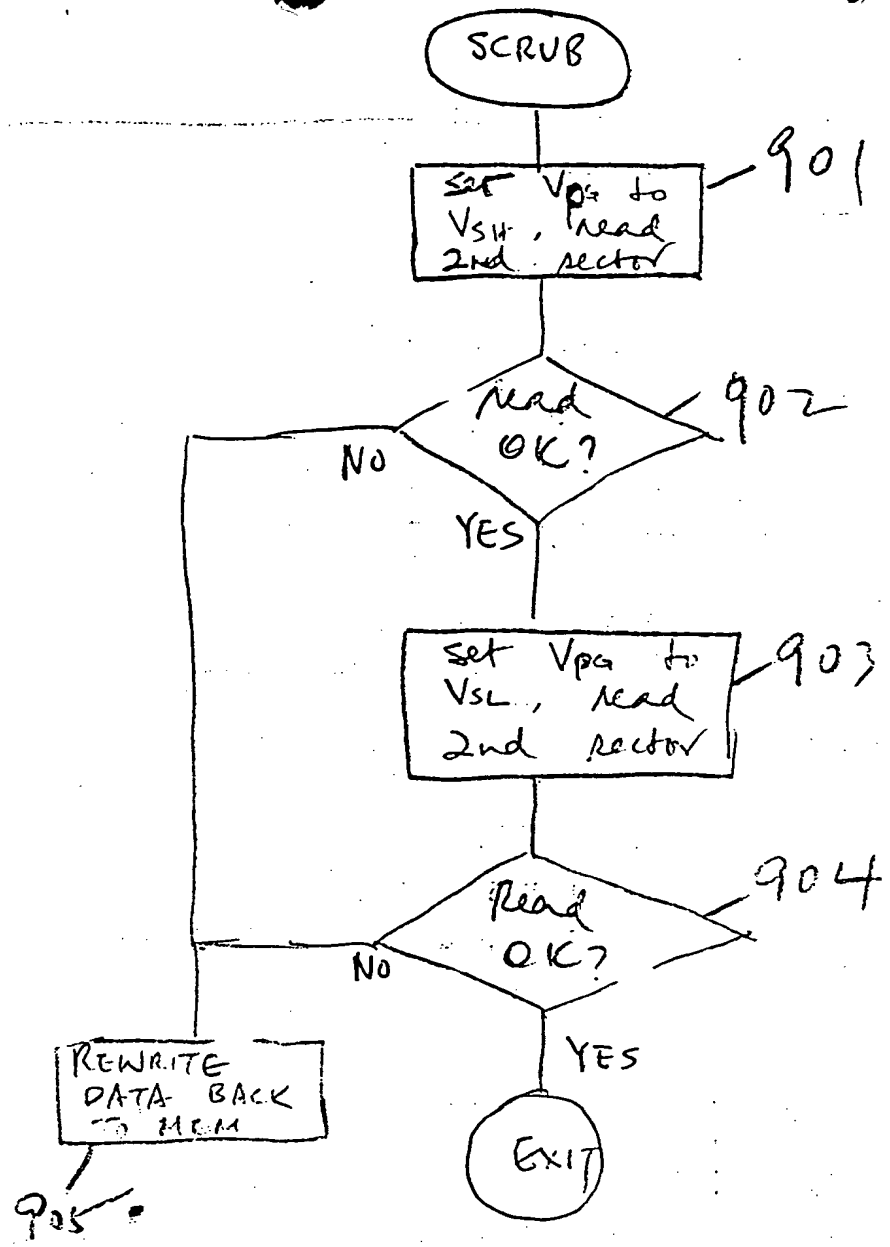 SCRUB
set VPG to
VSH, read
2nd sector
901
read
OK?
902
NO
YES
set VPG to
VSL, read
2nd sector
903
Read
OK?
904
NO
YES
REWRITE
DATA BACK
TO MEM
905
EXIT